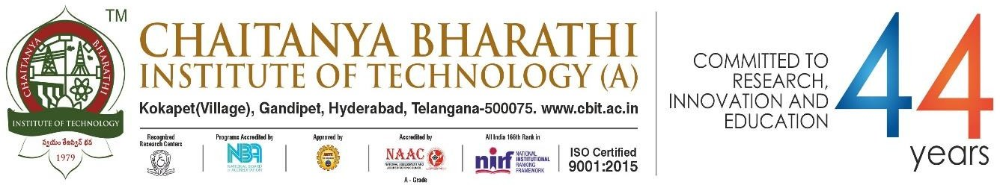 TM
CHAITANYA BHARATHI
INSTITUTE OF TECHNOLOGY
స్వయం తేజస్విన్ భవ
1979
CHAITANYA BHARATHI
INSTITUTE OF TECHNOLOGY (A)
Kokapet(Village), Gandipet, Hyderabad, Telangana-500075. www.cbit.ac.in
Recognized
Research Centers
Programs Accredited by
NBA
NATIONAL BOARD
of ACCREDITATION
Approved by
Accredited by
NAAC
NATIONAL ASSESSMENT AND
ACCREDITATION COUNCIL
A - Grade
All India 166th Rank in
nirf
NATIONAL
INSTITUTIONAL
RANKING
FRAMEWORK
ISO Certified
9001:2015
COMMITTED TO
RESEARCH,
INNOVATION AND
EDUCATION
44
years